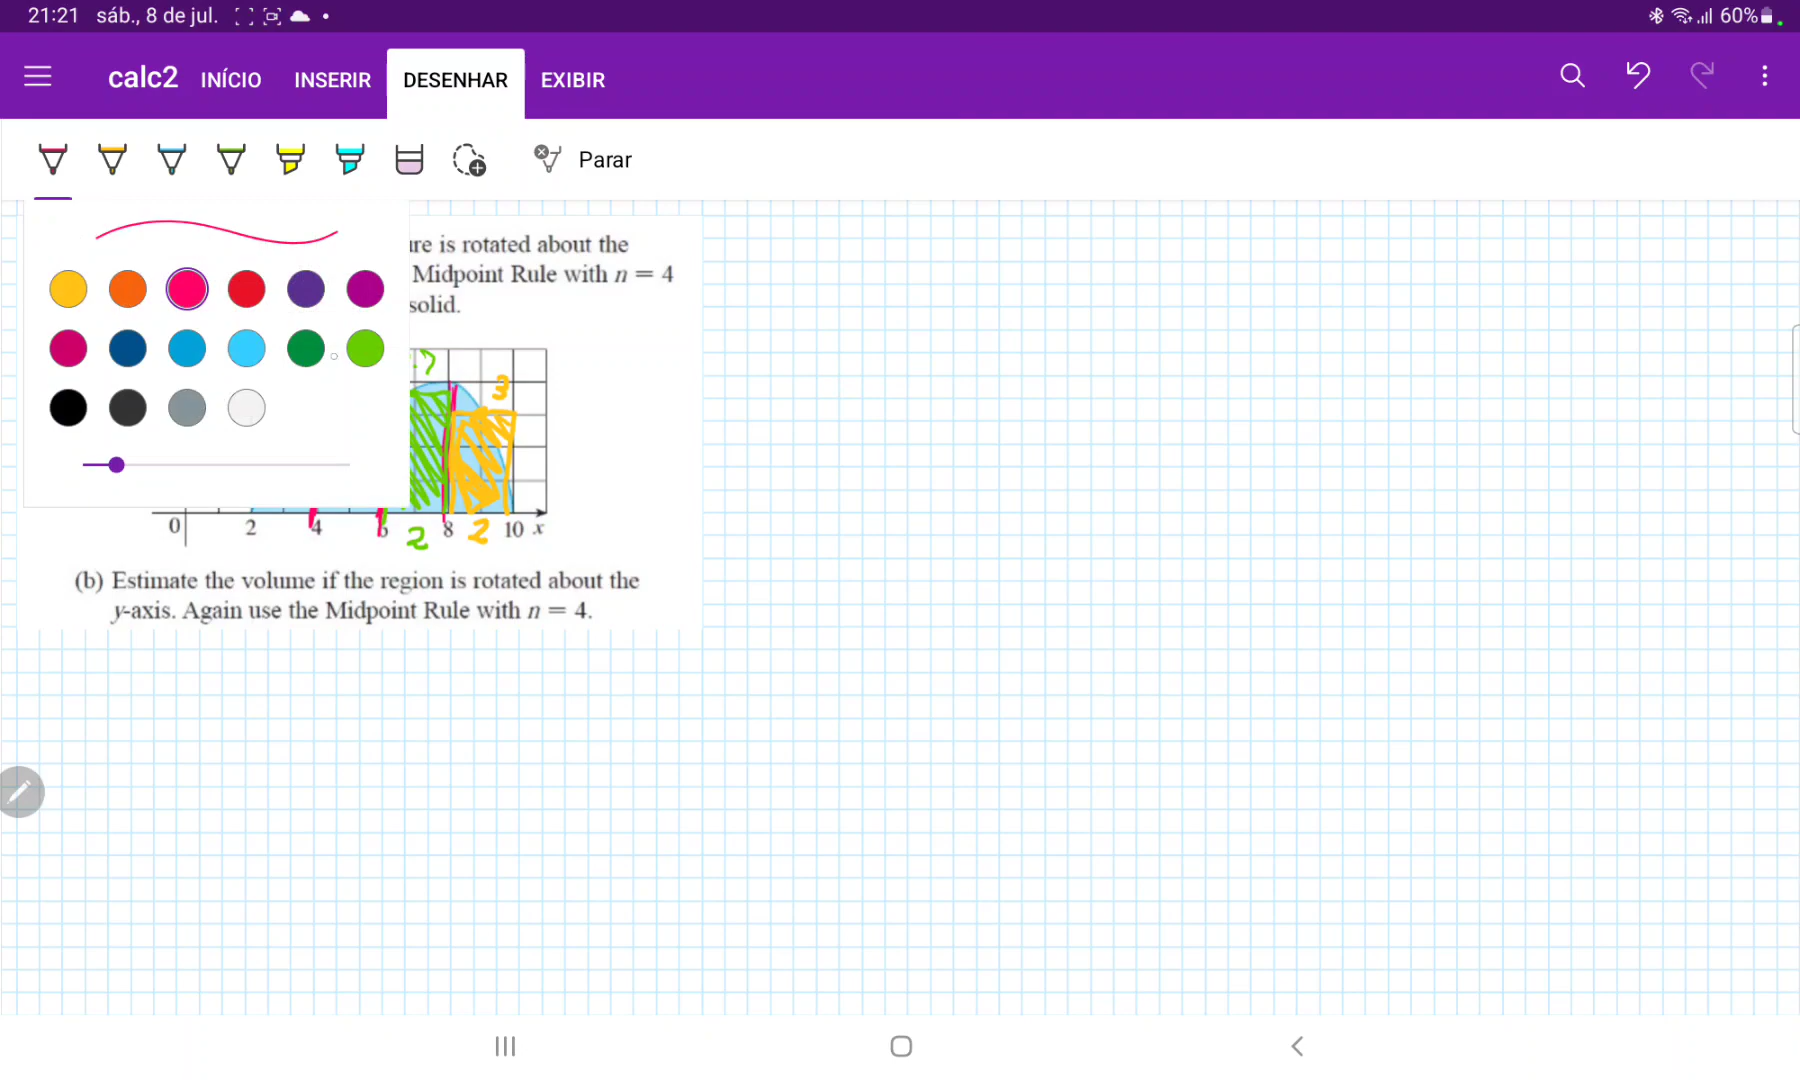 21:21 sáb., 8 de jul. 60%
calc2 INÍCIO INSERIR DESENHAR EXIBIR
Parar
is rotated about the
Midpoint Rule with n = 4
solid.
3
0 2 4 6 8 10 x
2 2
(b) Estimate the volume if the region is rotated about the
y-axis. Again use the Midpoint Rule with n = 4.